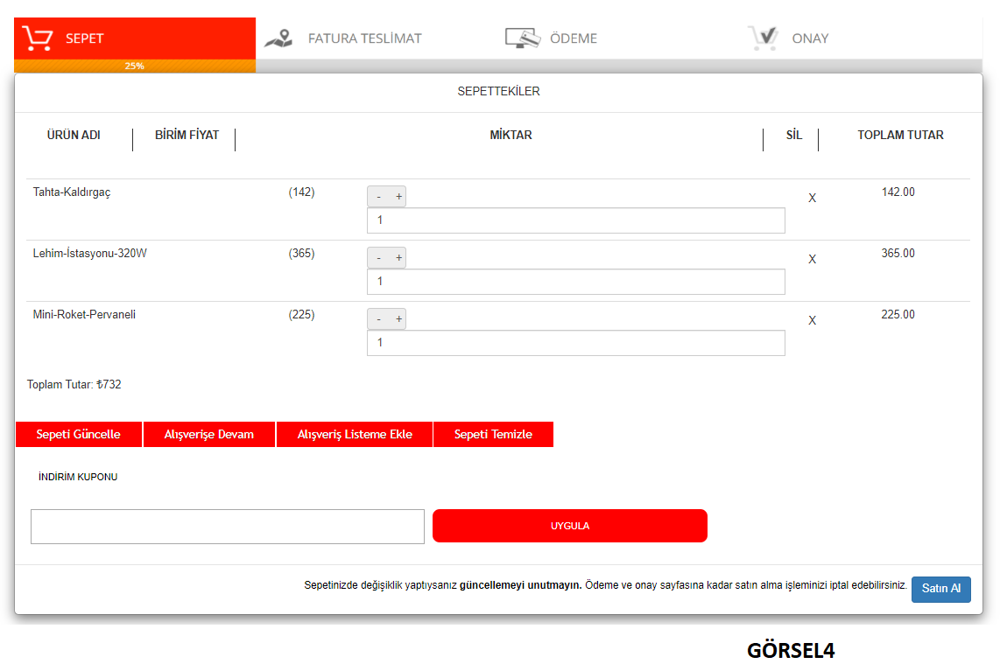 SEPET FATURA TESLİMAT ÖDEME ONAY
25%
SEPETTEKİLER
ÜRÜN ADI BİRİM FİYAT MİKTAR SİL TOPLAM TUTAR
Tahta-Kaldırgaç (142) - + X 142.00
1
Lehim-İstasyonu-320W (365) - + X 365.00
1
Mini-Roket-Pervaneli (225) - + X 225.00
1
Toplam Tutar: ₺732
Sepeti Güncelle Alışverişe Devam Alışveriş Listeme Ekle Sepeti Temizle
İNDİRİM KUPONU
UYGULA
Sepetinizde değişiklik yaptıysanız güncellemeyi unutmayın. Ödeme ve onay sayfasına kadar satın alma işleminizi iptal edebilirsiniz. Satın Al
GÖRSEL4